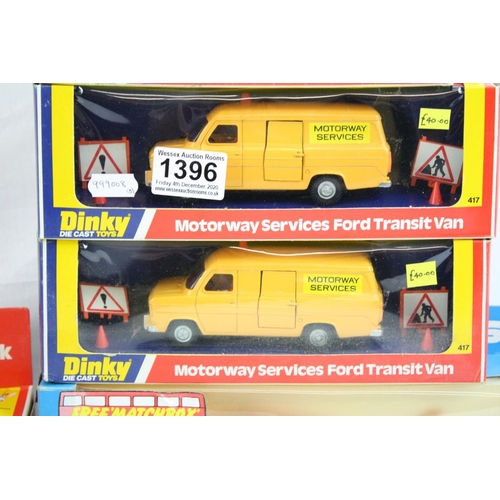 Wessex Auction Rooms
1396
Friday 4th December 2020
www.wessexauctionrooms.co.uk
MOTORWAY
SERVICES
£40.00
499008
417
Dinky
DIE CAST TOYS
Motorway Services Ford Transit Van
MOTORWAY
SERVICES
£40.00
417
Dinky
DIE CAST TOYS
Motorway Services Ford Transit Van
FREE 'MATCHBOX'